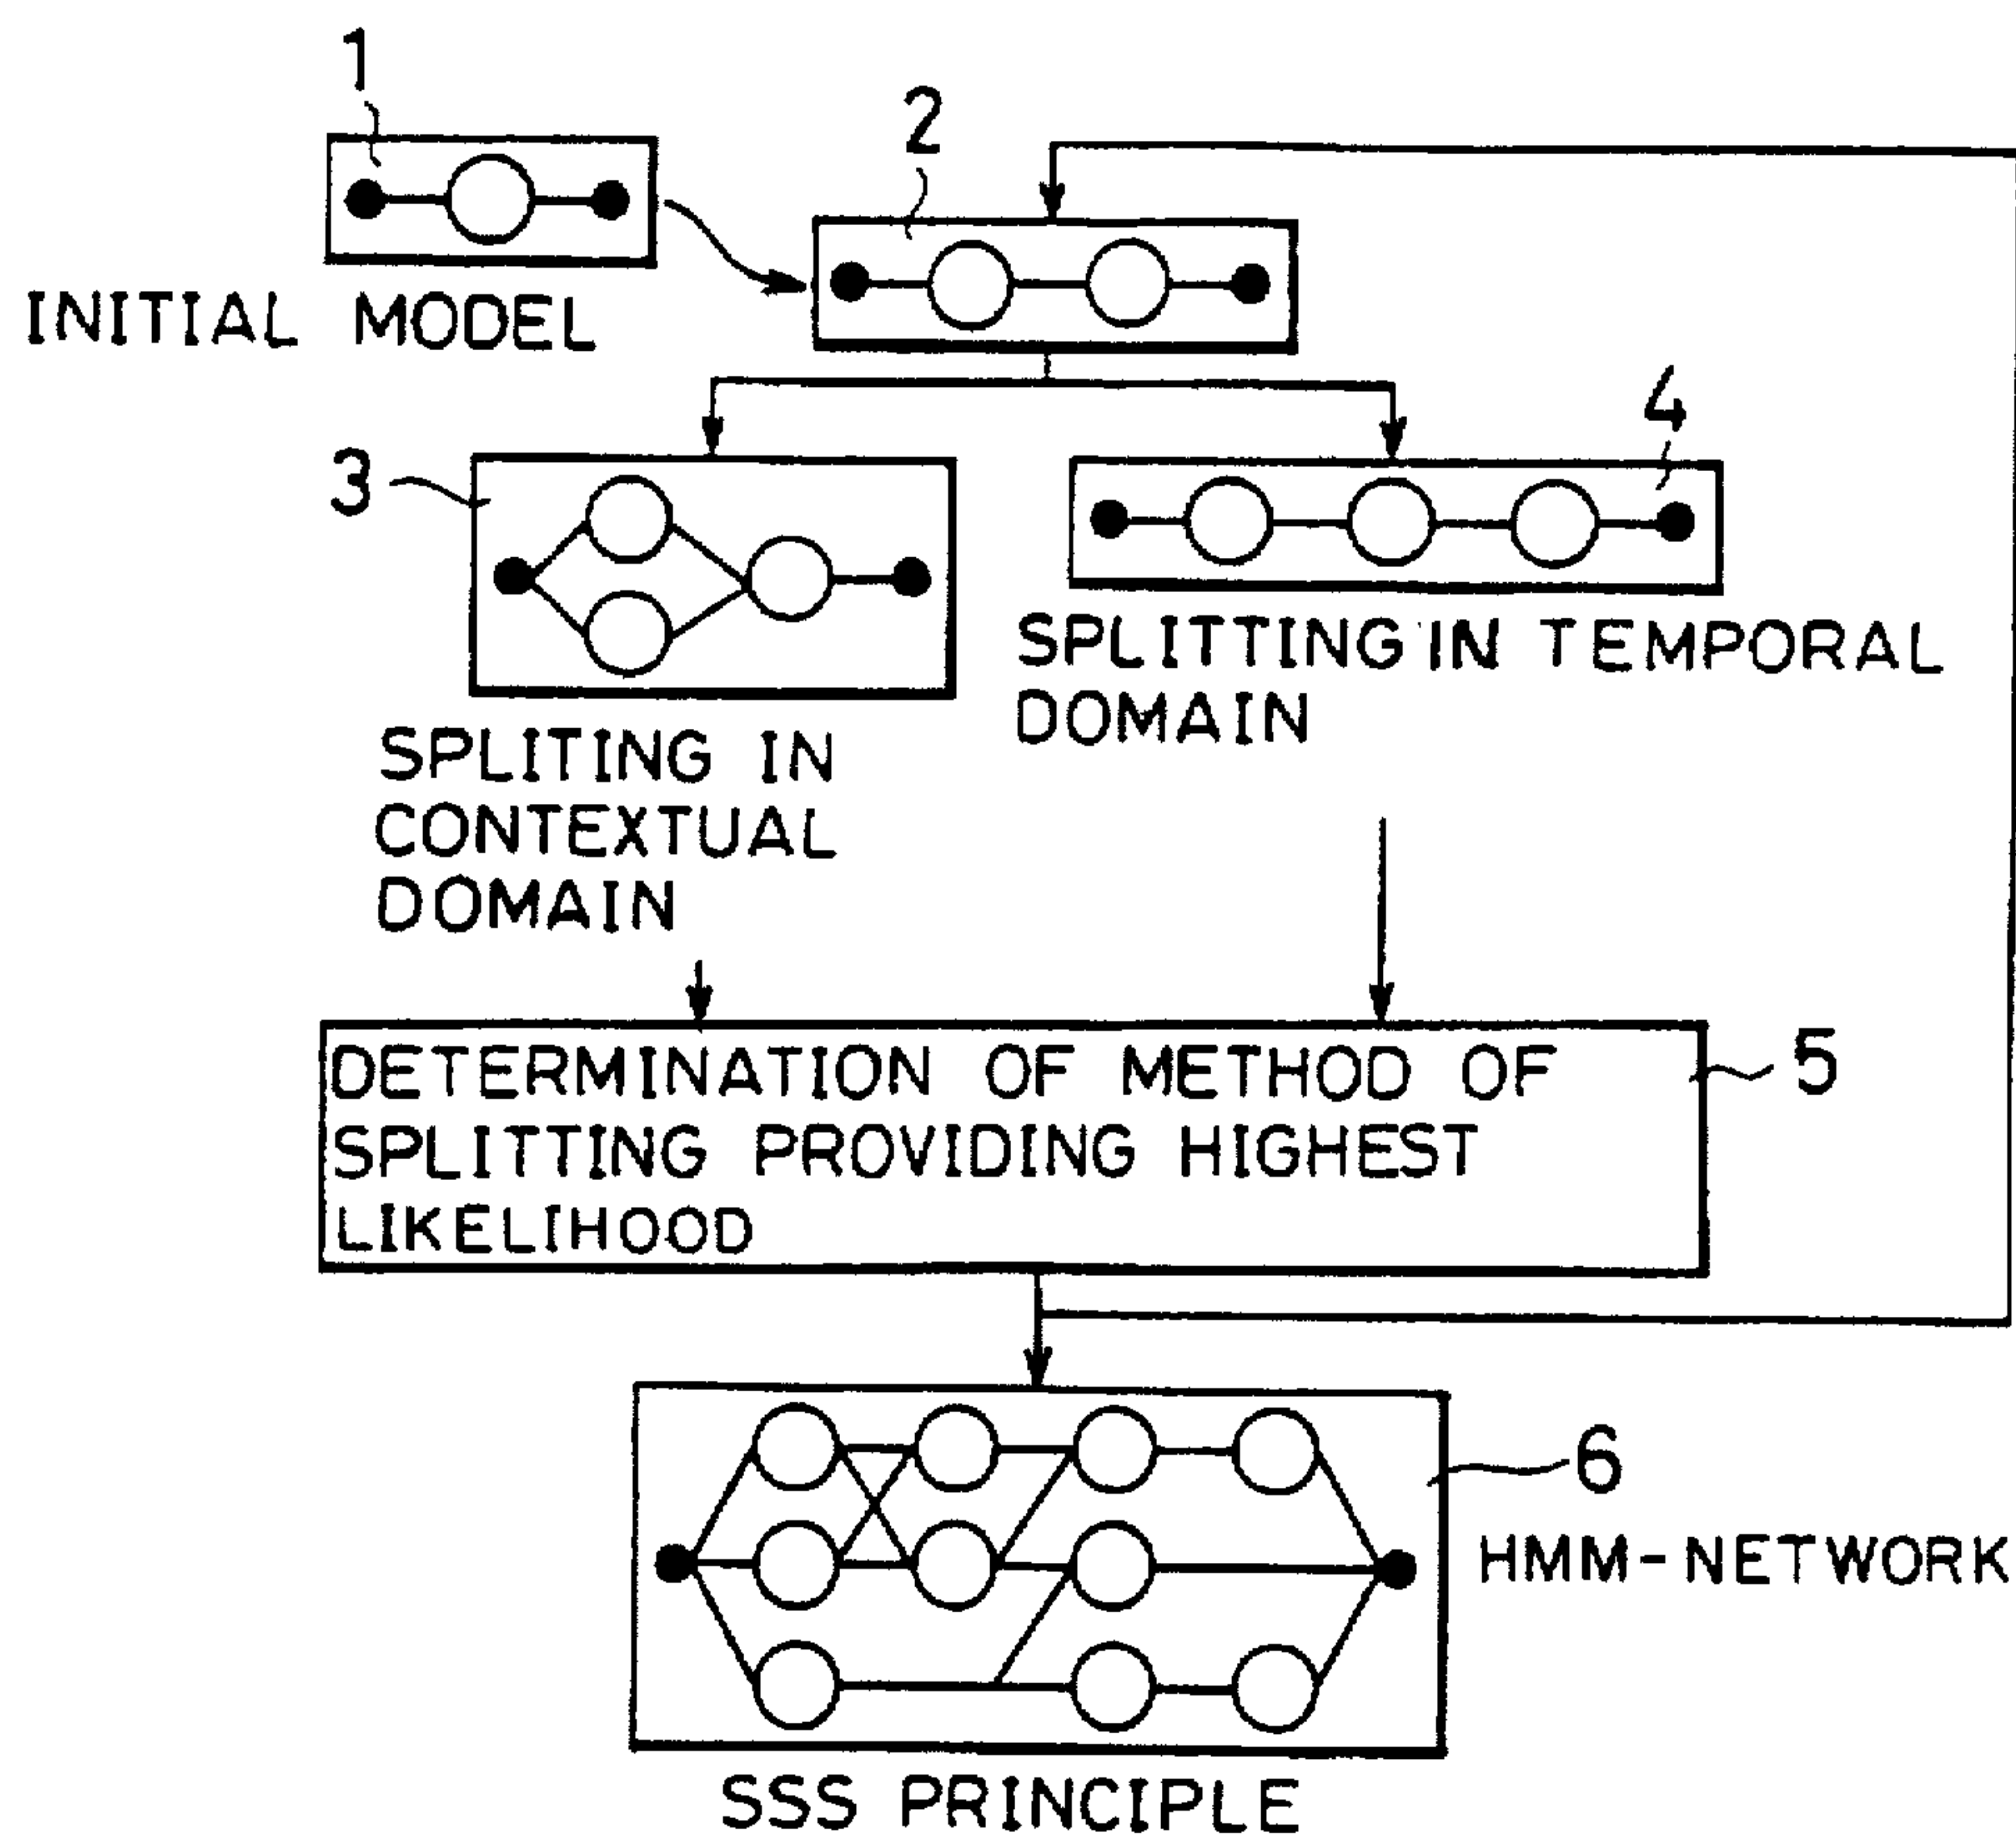 1
2
INITIAL MODEL
3
4
SPLITTING IN TEMPORAL
DOMAIN
SPLITING IN
CONTEXTUAL
DOMAIN
DETERMINATION OF METHOD OF
SPLITTING PROVIDING HIGHEST
LIKELIHOOD
5
6
HMM-NETWORK
SSS PRINCIPLE